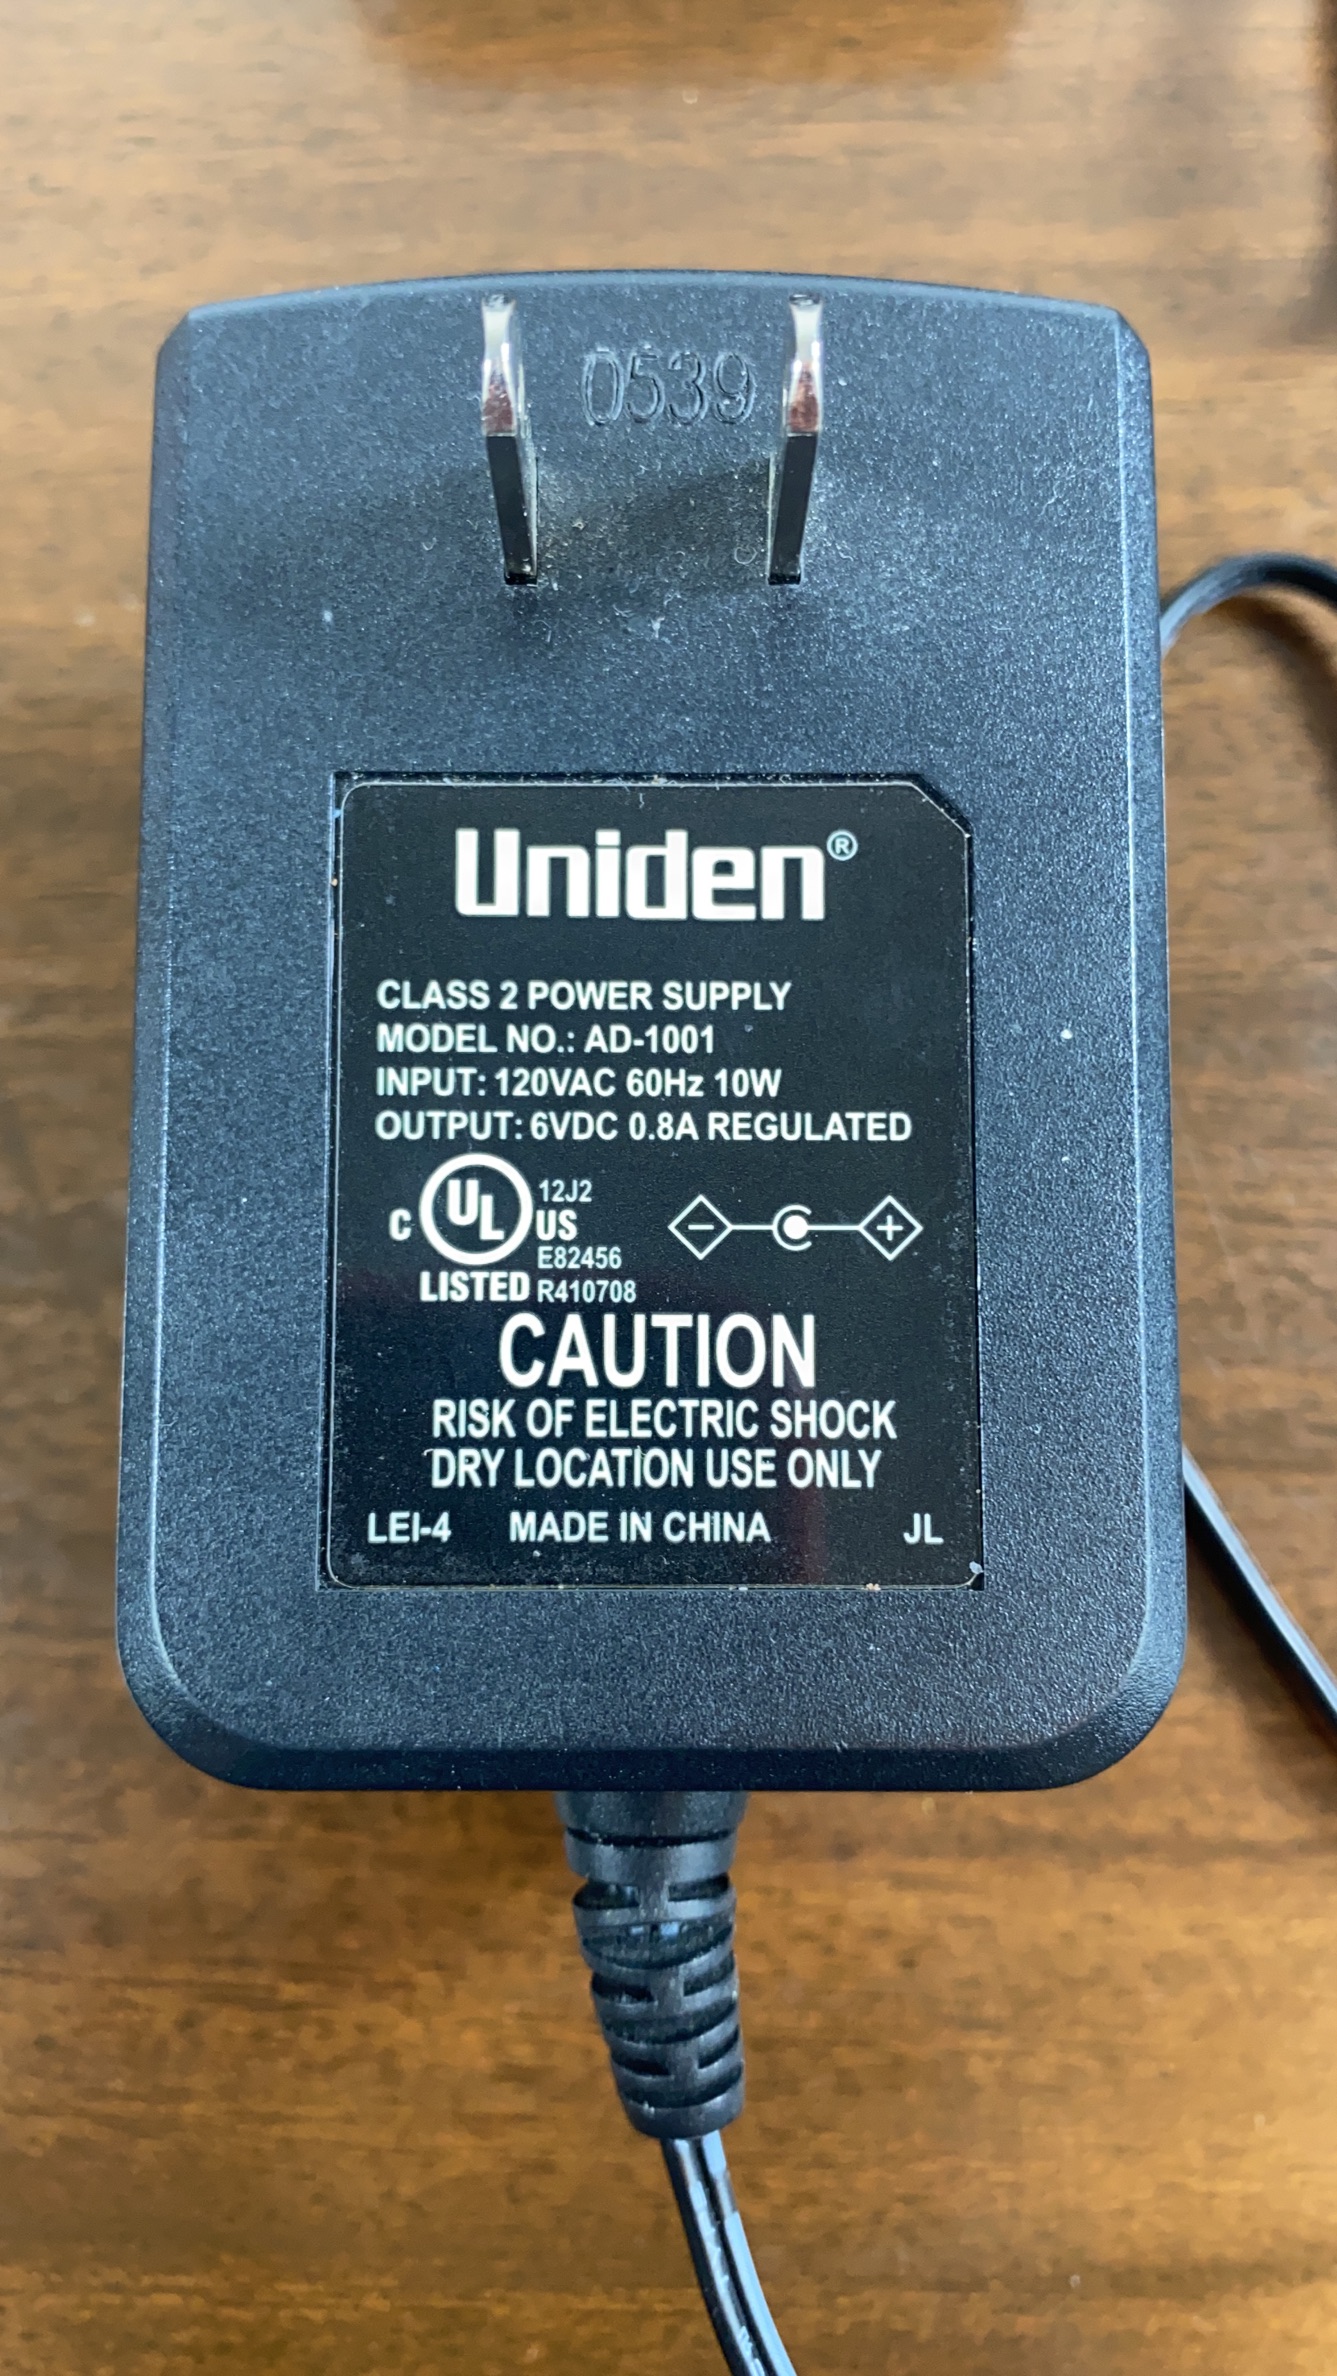 0539
Uniden®
CLASS 2 POWER SUPPLY
MODEL NO.: AD-1001
INPUT: 120VAC 60Hz 10W
OUTPUT: 6VDC 0.8A REGULATED
C UL US 12J2
E82456
LISTED R410708
- +
CAUTION
RISK OF ELECTRIC SHOCK
DRY LOCATION USE ONLY
LEI-4 MADE IN CHINA JL